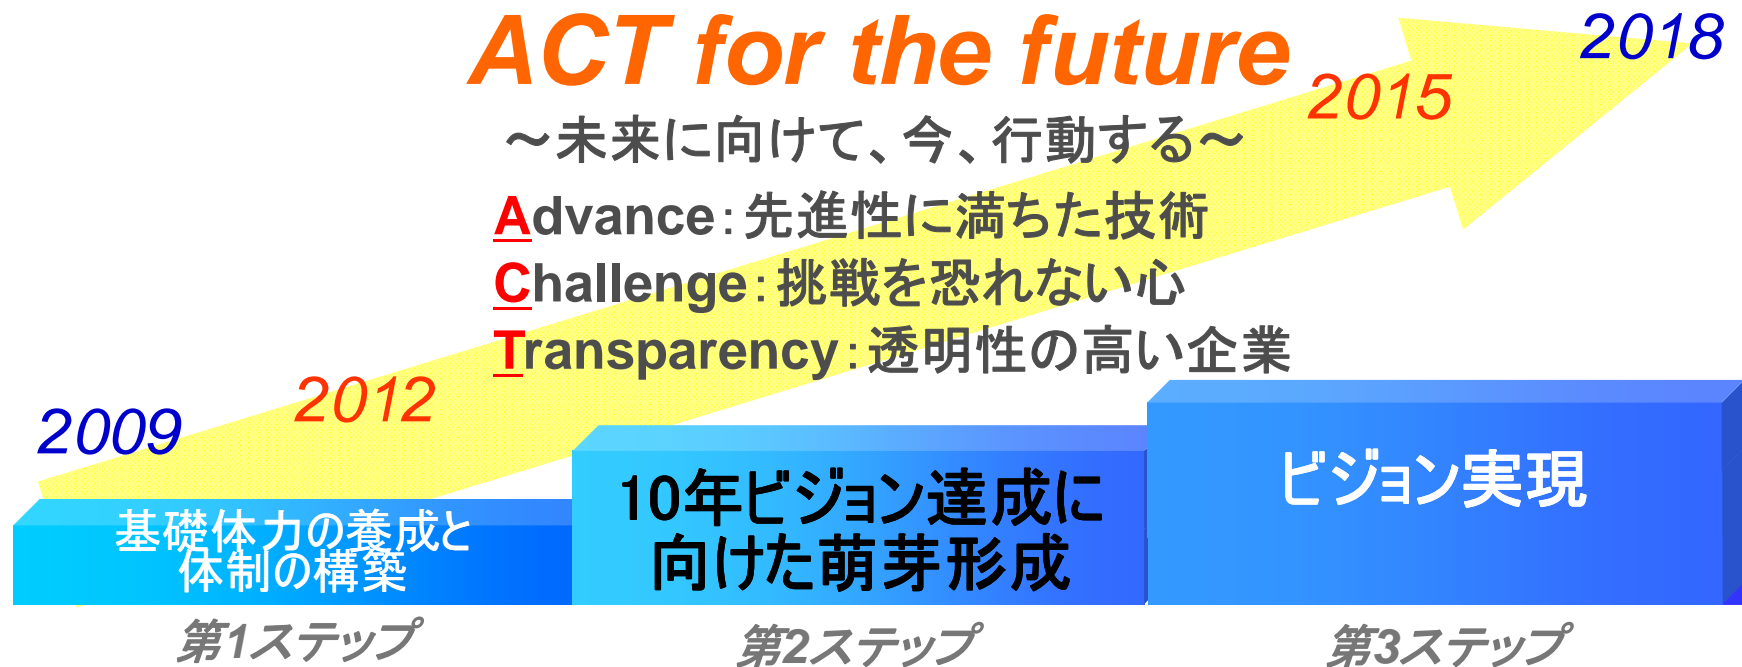 ACT for the future
2018
2015
～未来に向けて、今、行動する～
Advance：先進性に満ちた技術
Challenge：挑戦を恐れない心
Transparency：透明性の高い企業
2012
2009
基礎体力の養成と
体制の構築
10年ビジョン達成に
向けた萌芽形成
ビジョン実現
第1ステップ
第2ステップ
第3ステップ